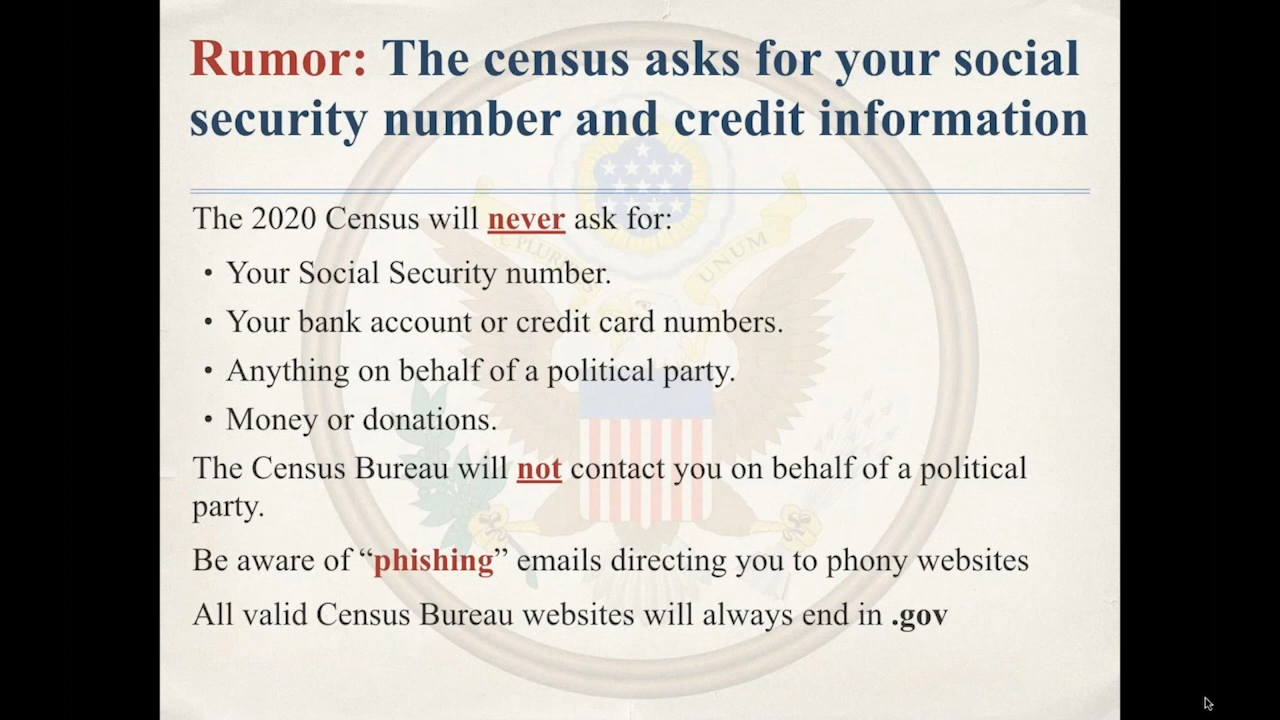 Rumor: The census asks for your social
security number and credit information
The 2020 Census will never ask for:
• Your Social Security number.
• Your bank account or credit card numbers.
• Anything on behalf of a political party.
• Money or donations.
The Census Bureau will not contact you on behalf of a political
party.
Be aware of “phishing” emails directing you to phony websites
All valid Census Bureau websites will always end in .gov
E PLURI
UNUM